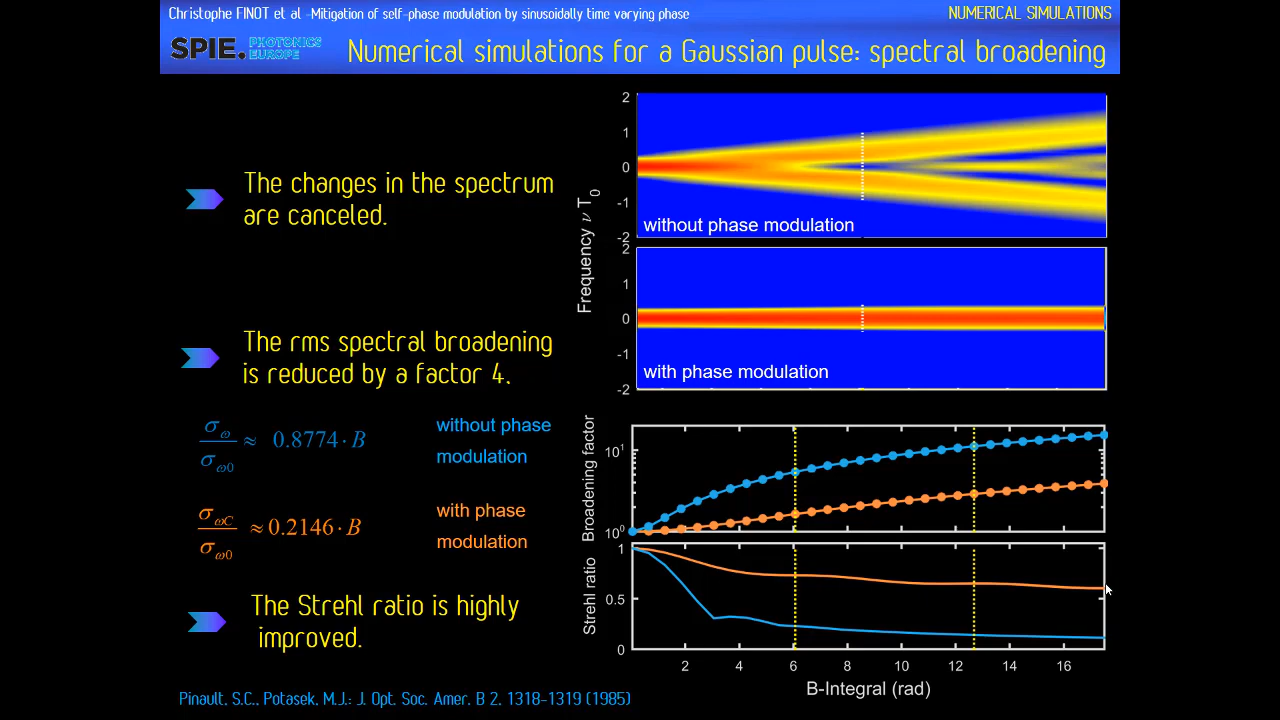 Christophe FINOT et al -Mitigation of self-phase modulation by sinusoidally time varying phase
NUMERICAL SIMULATIONS
SPIE. PHOTONICS
EUROPE
Numerical simulations for a Gaussian pulse: spectral broadening
The changes in the spectrum
are canceled.
The rms spectral broadening
is reduced by a factor 4.
σω / σω0 ≈ 0.8774 · B
without phase
modulation
σωC / σω0 ≈ 0.2146 · B
with phase
modulation
The Strehl ratio is highly
improved.
Pinault, S.C., Potasek, M.J.: J. Opt. Soc. Amer. B 2, 1318-1319 (1985)
Frequency ν T0
2
1
0
-1
-2
without phase modulation
2
1
0
-1
-2
with phase modulation
Broadening factor
10^1
10^0
Strehl ratio
1
0.5
0
2 4 6 8 10 12 14 16
B-Integral (rad)